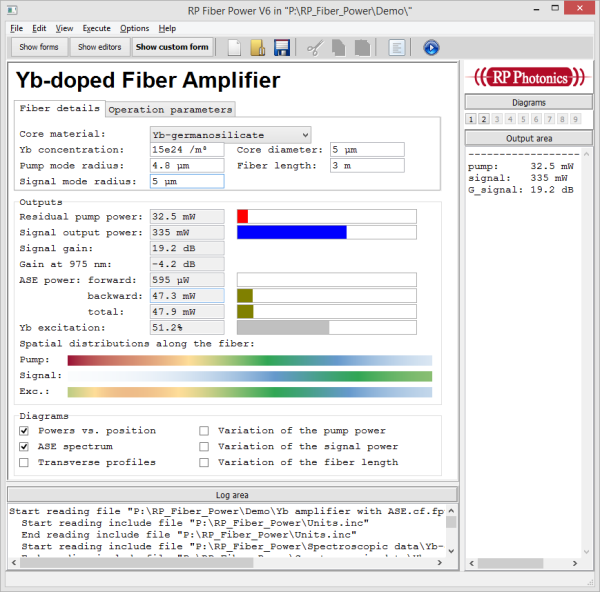 RP Fiber Power V6 in "P:\RP_Fiber_Power\Demo\"
File Edit View Execute Options Help
Show forms Show editors Show custom form
Yb-doped Fiber Amplifier
Fiber details Operation parameters
Core material: Yb-germanosilicate
Yb concentration: 15e24 /m³ Core diameter: 5 µm
Pump mode radius: 4.8 µm Fiber length: 3 m
Signal mode radius: 5 µm
Outputs
Residual pump power: 32.5 mW
Signal output power: 335 mW
Signal gain: 19.2 dB
Gain at 975 nm: -4.2 dB
ASE power: forward: 595 µW
backward: 47.3 mW
total: 47.9 mW
Yb excitation: 51.2%
Spatial distributions along the fiber:
Pump:
Signal:
Exc.:
Diagrams
Powers vs. position Variation of the pump power
ASE spectrum Variation of the signal power
Transverse profiles Variation of the fiber length
Log area
Start reading file "P:\RP_Fiber_Power\Demo\Yb amplifier with ASE.cf.fp
Start reading include file "P:\RP_Fiber_Power\Units.inc"
End reading include file "P:\RP_Fiber_Power\Units.inc"
Start reading include file "P:\RP_Fiber_Power\Spectroscopic data\Yb-
RP Photonics
Diagrams
1 2 3 4 5 6 7 8 9
Output area
-------------------
pump: 32.5 mW
signal: 335 mW
G_signal: 19.2 dB